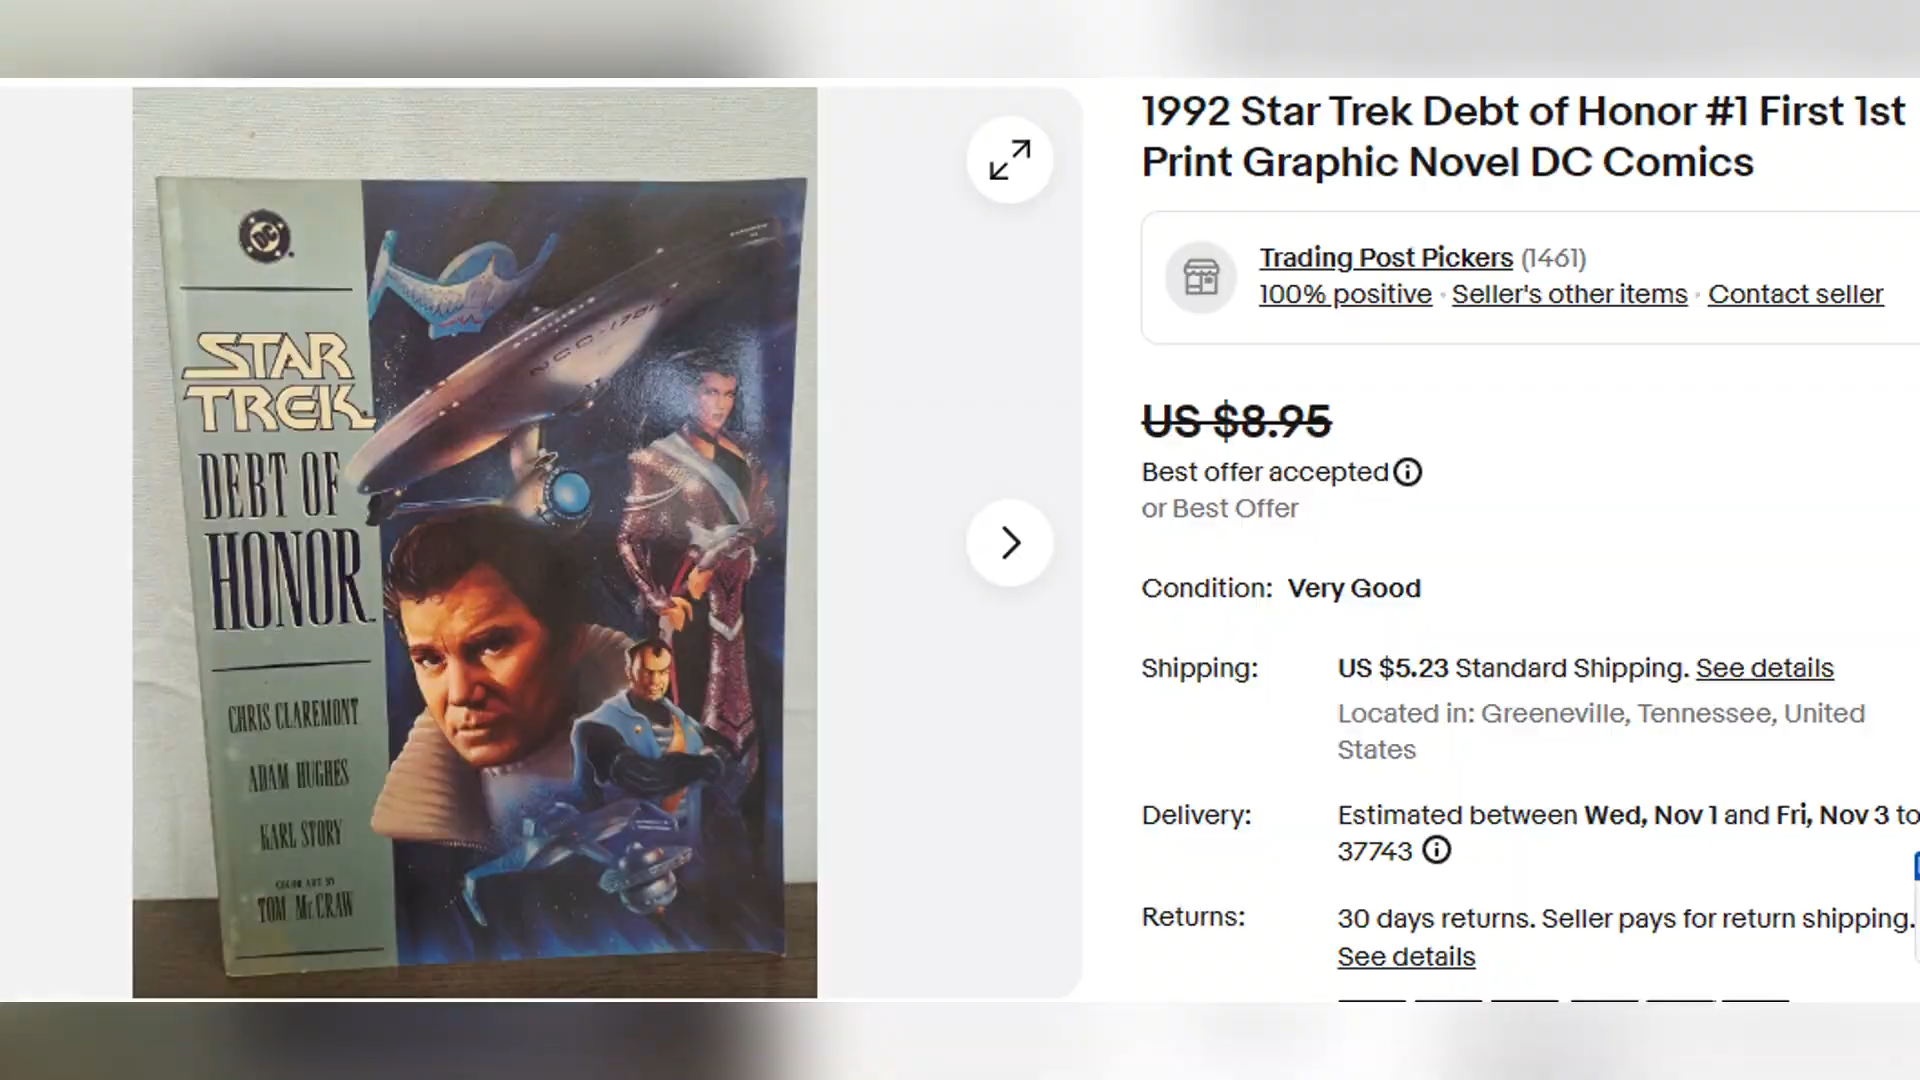 DC
STAR
TREK
DEBT OF
HONOR
CHRIS CLAREMONT
ADAM HUGHES
KARL STORY
COLOR ART BY
TOM McCRAW
1992 Star Trek Debt of Honor #1 First 1st
Print Graphic Novel DC Comics
Trading Post Pickers (1461)
100% positive · Seller's other items · Contact seller
US $8.95
Best offer accepted
or Best Offer
Condition: Very Good
Shipping: US $5.23 Standard Shipping. See details
Located in: Greeneville, Tennessee, United
States
Delivery: Estimated between Wed, Nov 1 and Fri, Nov 3 to
37743
Returns: 30 days returns. Seller pays for return shipping.
See details